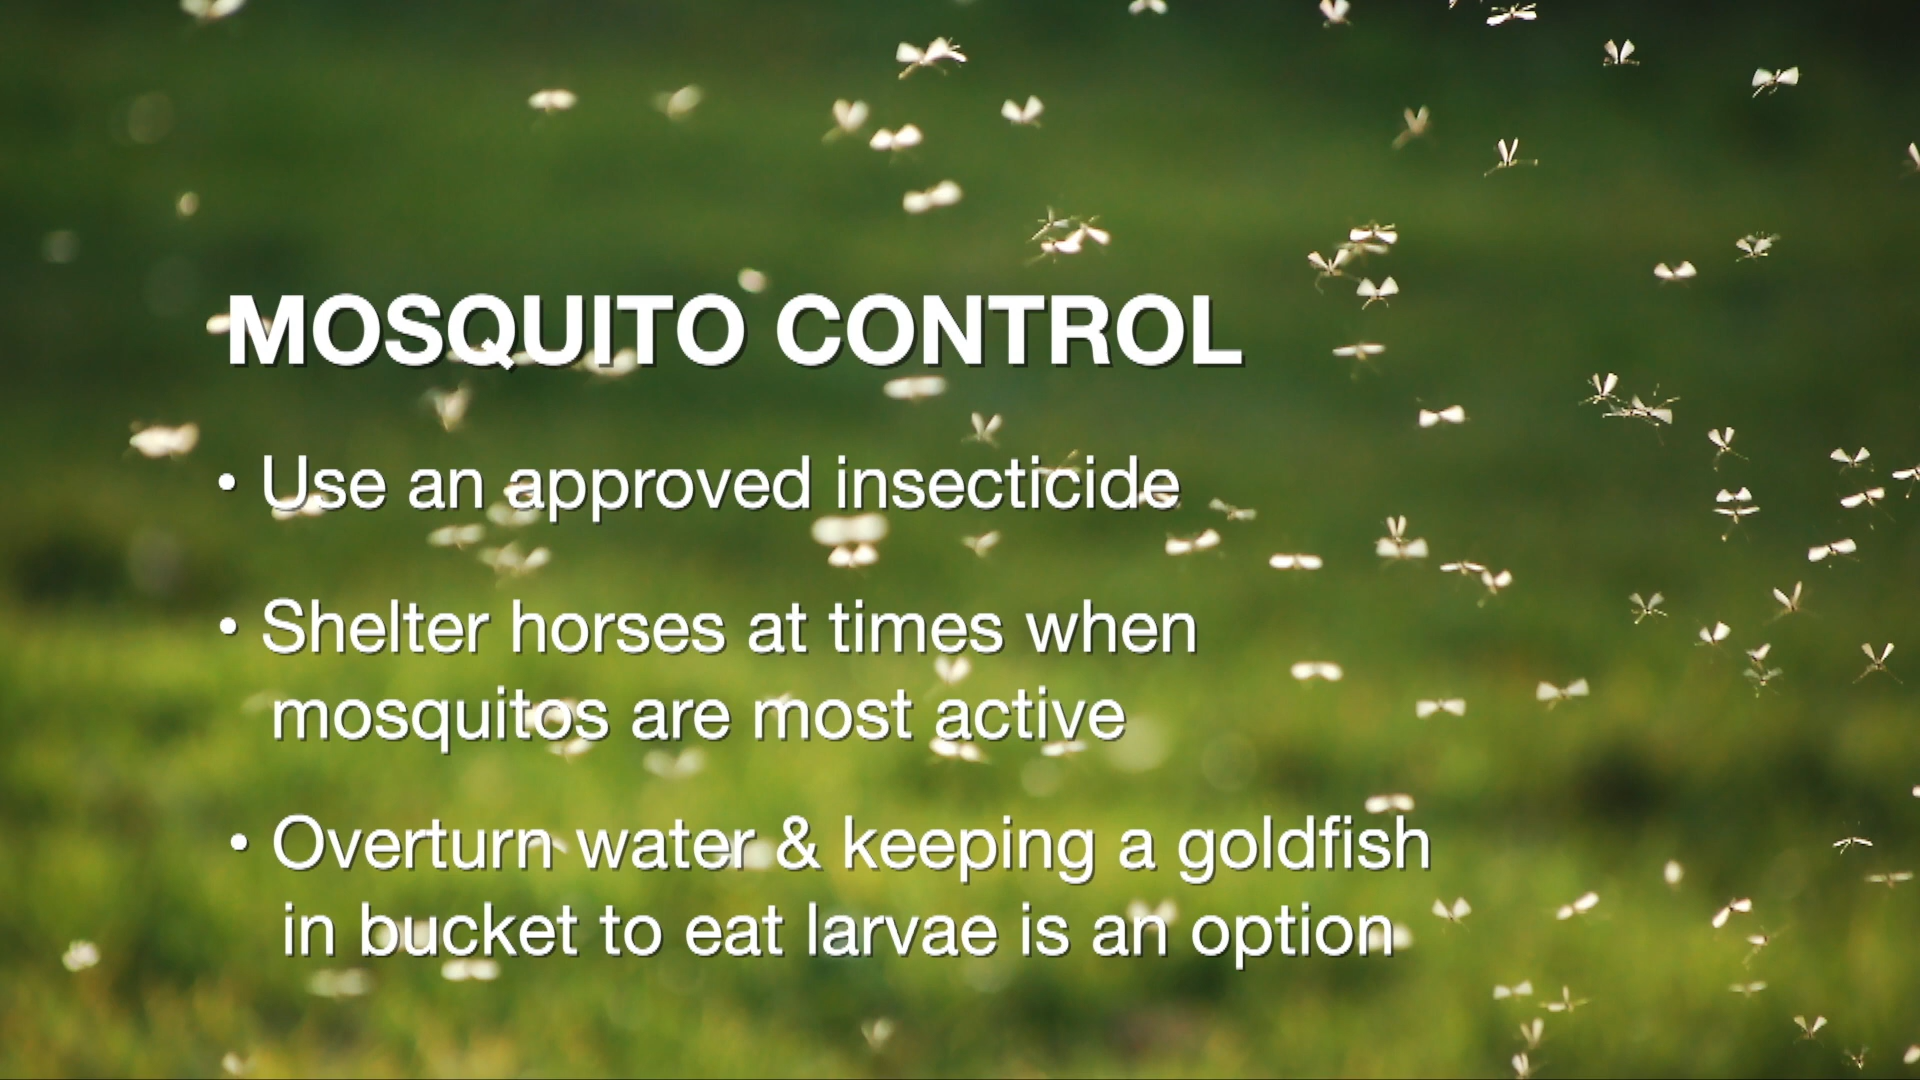 MOSQUITO CONTROL
• Use an approved insecticide
• Shelter horses at times when
mosquitos are most active
• Overturn water & keeping a goldfish
in bucket to eat larvae is an option